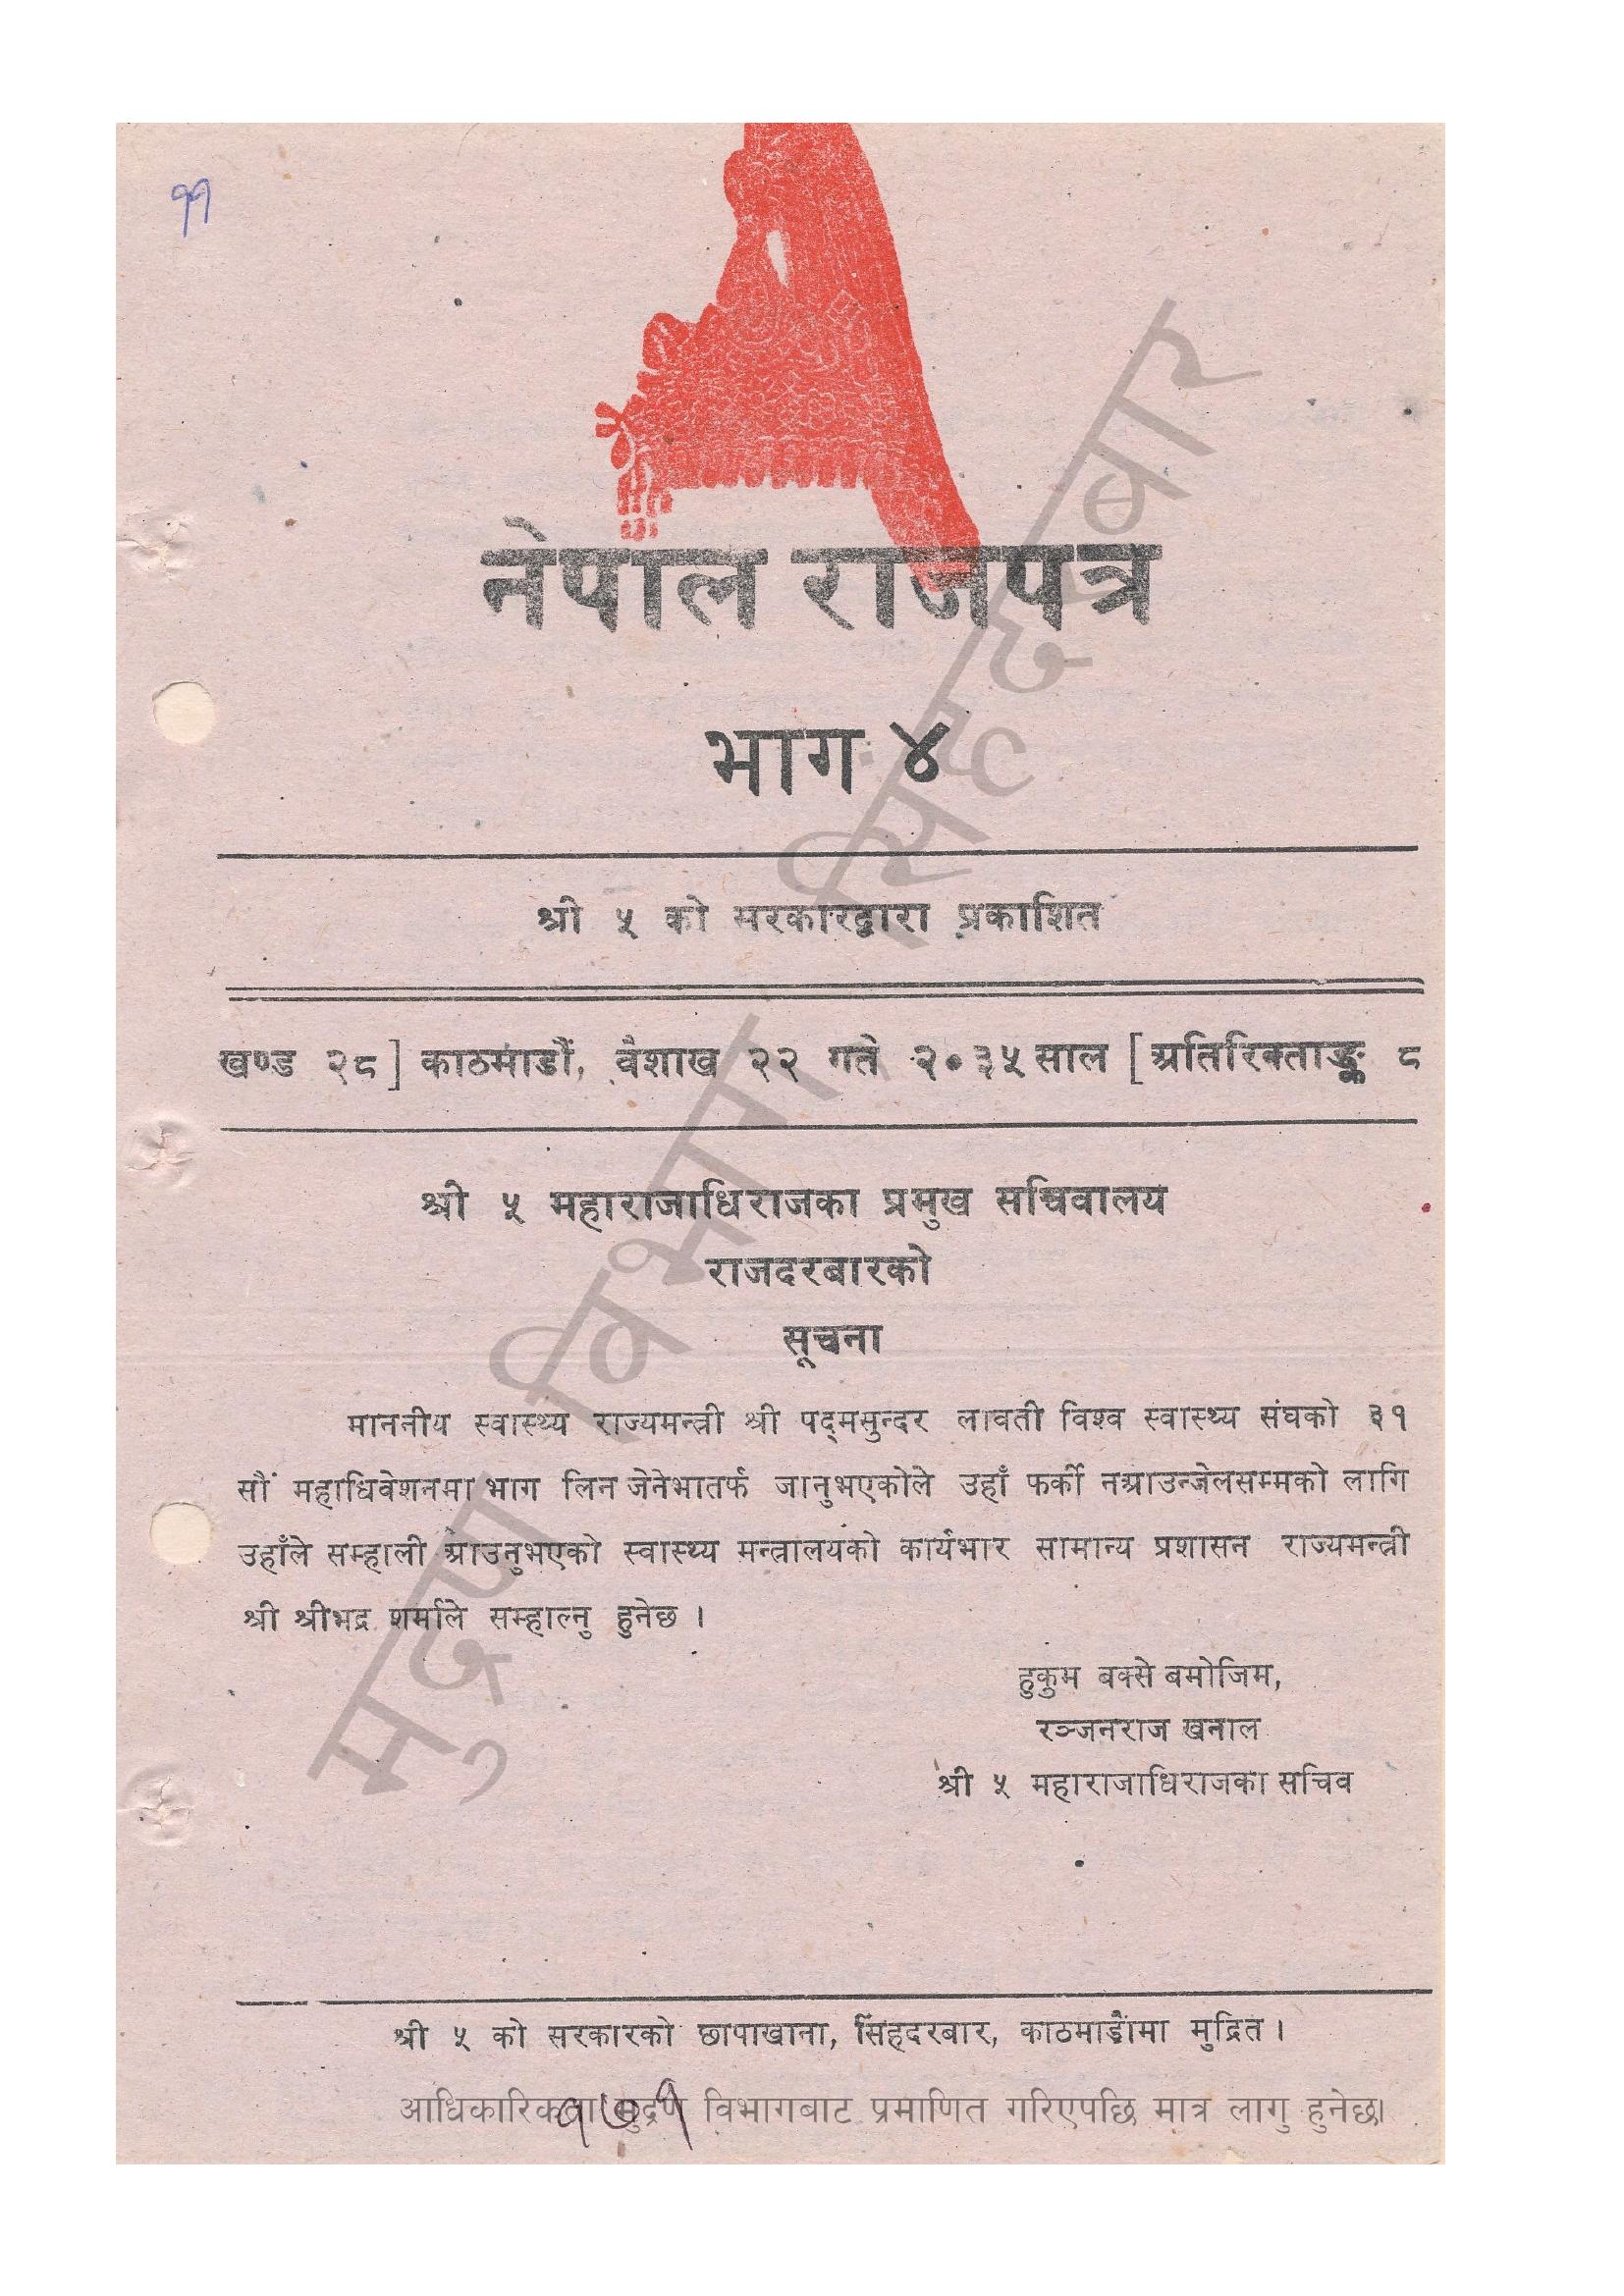 ११
नेपाल राजपत्र
भाग ४
श्री ५ को सरकारद्वारा प्रकाशित
खण्ड २८] काठमाडौं, वैशाख २२ गते २०३५ साल [अतिरिक्ताङ्क ८
श्री ५ महाराजाधिराजका प्रमुख सचिवालय
राजदरबारको
सूचना
माननीय स्वास्थ्य राज्यमन्त्री श्री पद्मसुन्दर लावती विश्व स्वास्थ्य संघको ३१
सौं महाधिवेशनमा भाग लिन जेनेभातर्फ जानुभएकोले उहाँ फर्की नआउन्जेलसम्मको लागि
उहाँले सम्हाली आउनुभएको स्वास्थ्य मन्त्रालयको कार्यभार सामान्य प्रशासन राज्यमन्त्री
श्री श्रीभद्र शर्माले सम्हाल्नु हुनेछ ।
हुकुम बक्से बमोजिम,
रञ्जनराज खनाल
श्री ५ महाराजाधिराजका सचिव
श्री ५ को सरकारको छापाखाना, सिंहदरबार, काठमाडौंमा मुद्रित ।
आधिकारिकता मुद्रण विभागबाट प्रमाणित गरिएपछि मात्र लागु हुनेछ।
१७१
मुद्रण विभाग, सिंहदरबार